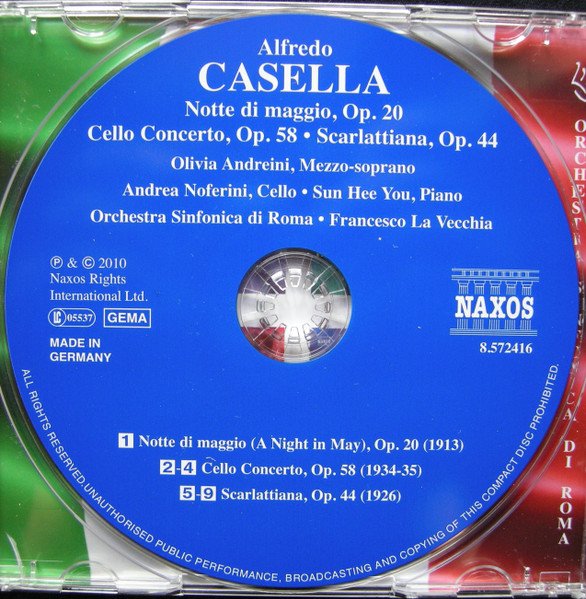 Alfredo
CASELLA
Notte di maggio, Op. 20
Cello Concerto, Op. 58 • Scarlattiana, Op. 44
Olivia Andreini, Mezzo-soprano
Andrea Noferini, Cello • Sun Hee You, Piano
Orchestra Sinfonica di Roma • Francesco La Vecchia
℗ & © 2010
Naxos Rights
International Ltd.
LC 05537 GEMA
MADE IN
GERMANY
NAXOS
8.572416
1 Notte di maggio (A Night in May), Op. 20 (1913)
2-4 Cello Concerto, Op. 58 (1934-35)
5-9 Scarlattiana, Op. 44 (1926)
ALL RIGHTS RESERVED.UNAUTHORISED PUBLIC PERFORMANCE, BROADCASTING AND COPYING OF THIS COMPACT DISC PROHIBITED.
DI ROMA